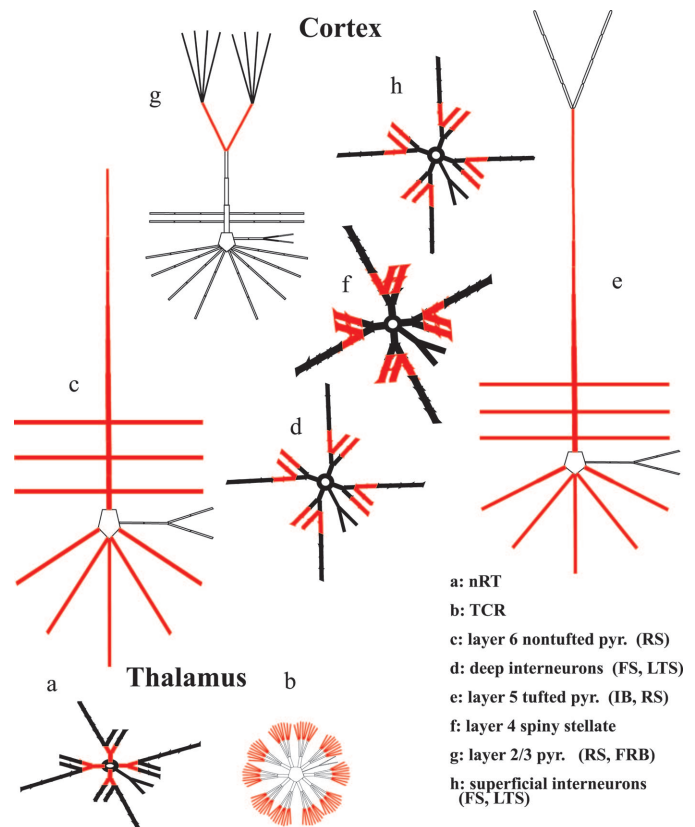 Cortex
g
h
f
e
c
d
a: nRT
b: TCR
c: layer 6 nontufted pyr. (RS)
d: deep interneurons (FS, LTS)
e: layer 5 tufted pyr. (IB, RS)
f: layer 4 spiny stellate
g: layer 2/3 pyr. (RS, FRB)
h: superficial interneurons
(FS, LTS)
Thalamus
a
b